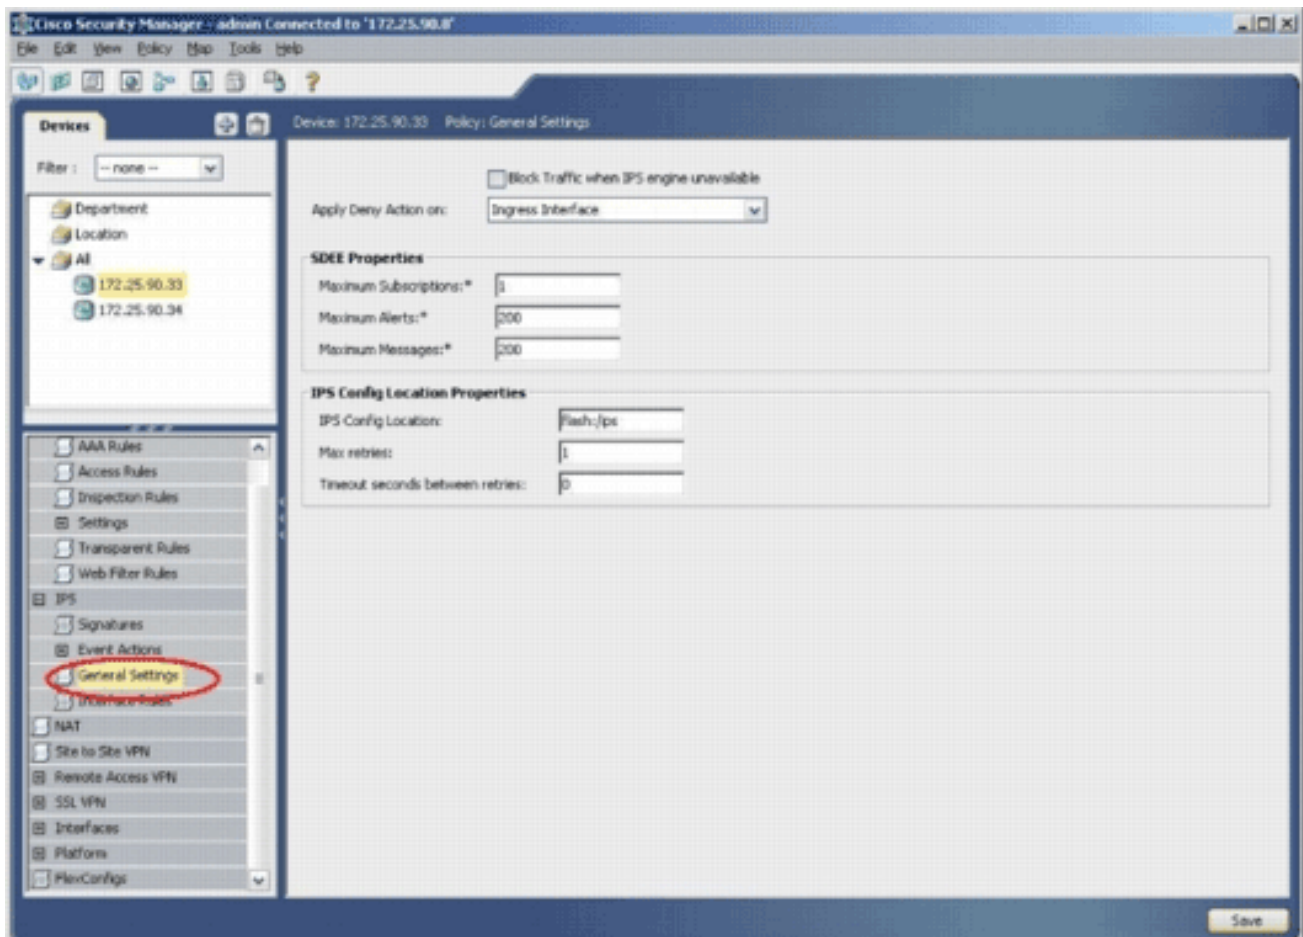 Cisco Security Manager - admin Connected to '172.25.90.8'
File Edit View Policy Map Tools Help
Devices
Filter : -- none --
Department
Location
All
172.25.90.33
172.25.90.34
AAA Rules
Access Rules
Inspection Rules
Settings
Transparent Rules
Web Filter Rules
IPS
Signatures
Event Actions
General Settings
Interface Rules
NAT
Site to Site VPN
Remote Access VPN
SSL VPN
Interfaces
Platform
FlexConfigs
Device: 172.25.90.33 Policy: General Settings
Block Traffic when IPS engine unavailable
Apply Deny Action on: Ingress Interface
SDEE Properties
Maximum Subscriptions:* 1
Maximum Alerts:* 200
Maximum Messages:* 200
IPS Config Location Properties
IPS Config Location: flash:/ips
Max retries: 1
Timeout seconds between retries: 0
Save